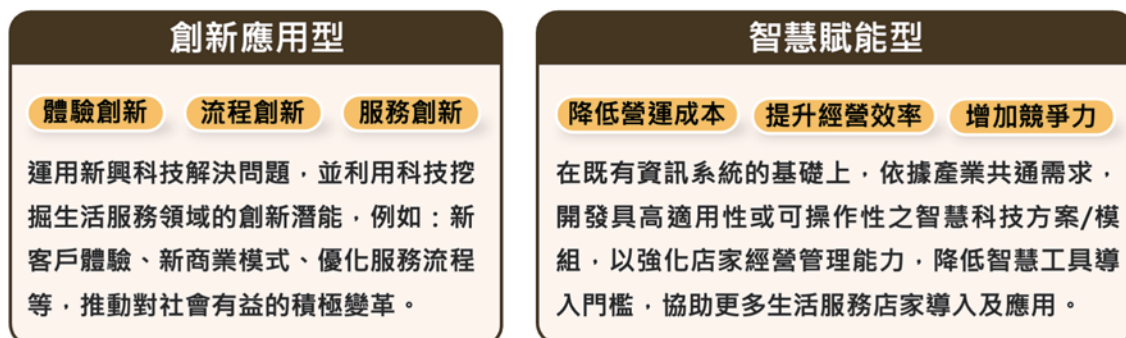 創新應用型
體驗創新 流程創新 服務創新
運用新興科技解決問題，並利用科技挖
掘生活服務領域的創新潛能，例如：新
客戶體驗、新商業模式、優化服務流程
等，推動對社會有益的積極變革。
智慧賦能型
降低營運成本 提升經營效率 增加競爭力
在既有資訊系統的基礎上，依據產業共通需求，
開發具高適用性或可操作性之智慧科技方案/模
組，以強化店家經營管理能力，降低智慧工具導
入門檻，協助更多生活服務店家導入及應用。